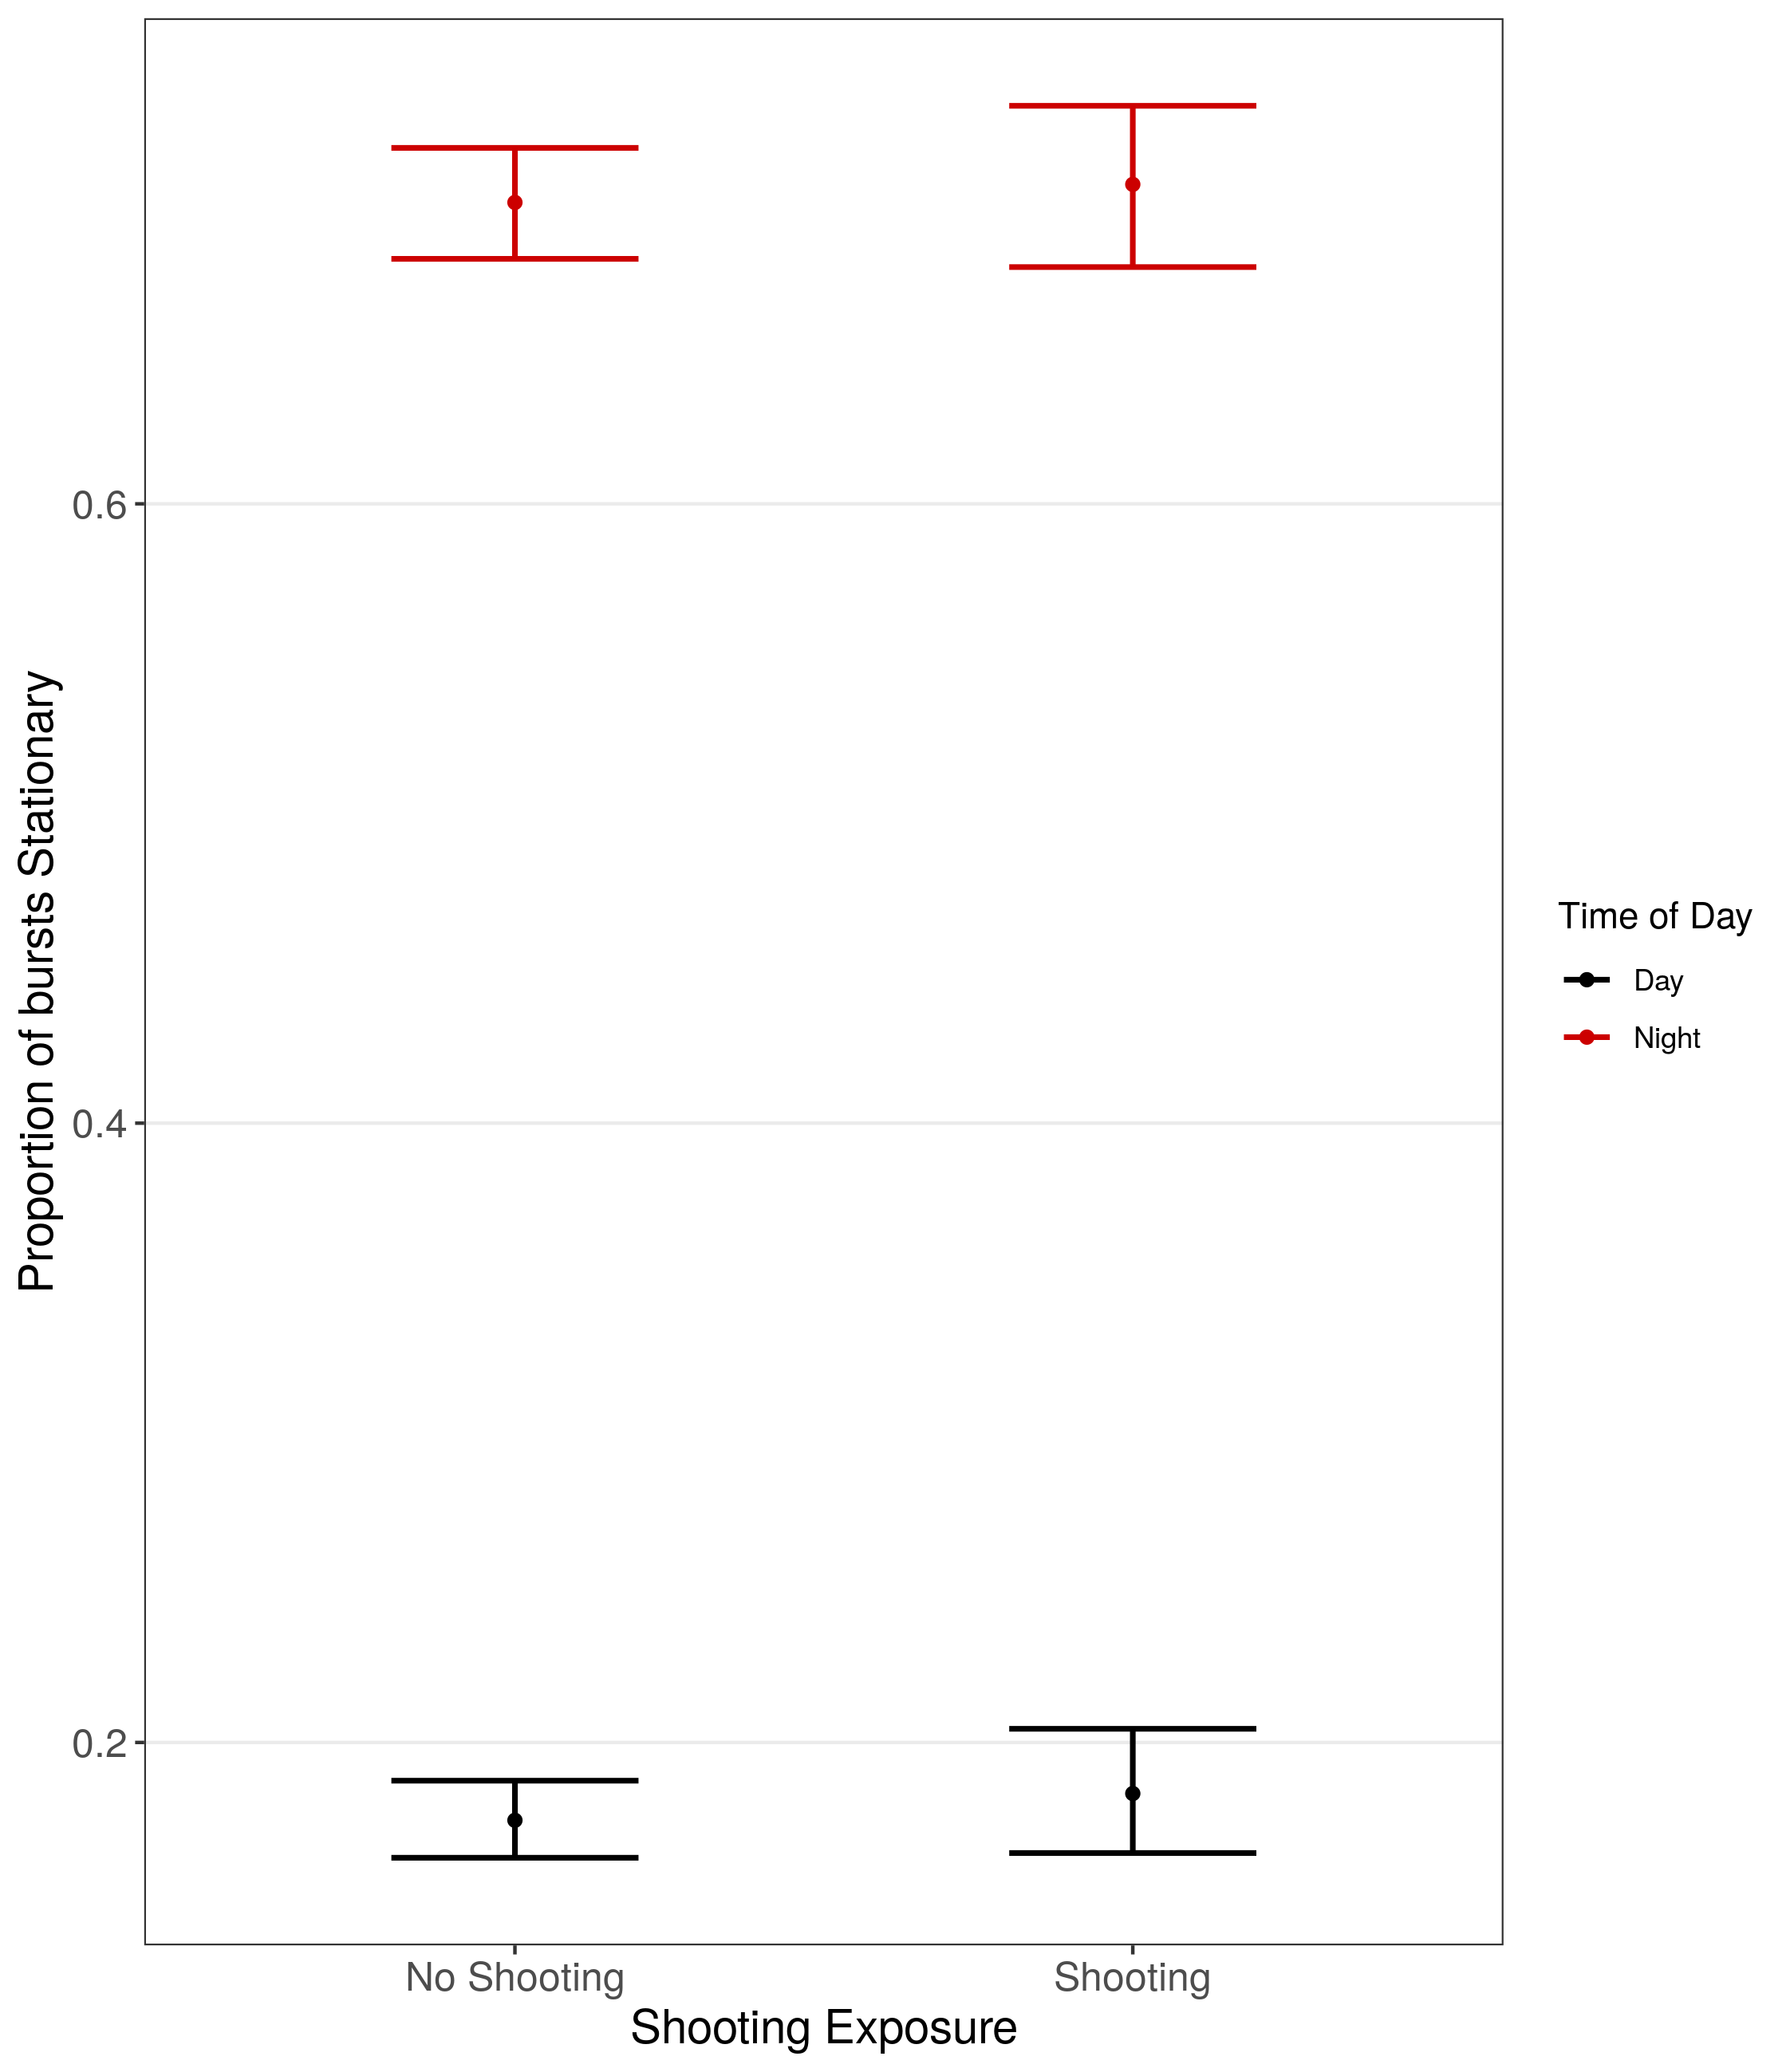 Proportion of bursts Stationary
0.6
0.4
0.2
No Shooting
Shooting
Shooting Exposure
Time of Day
Day
Night